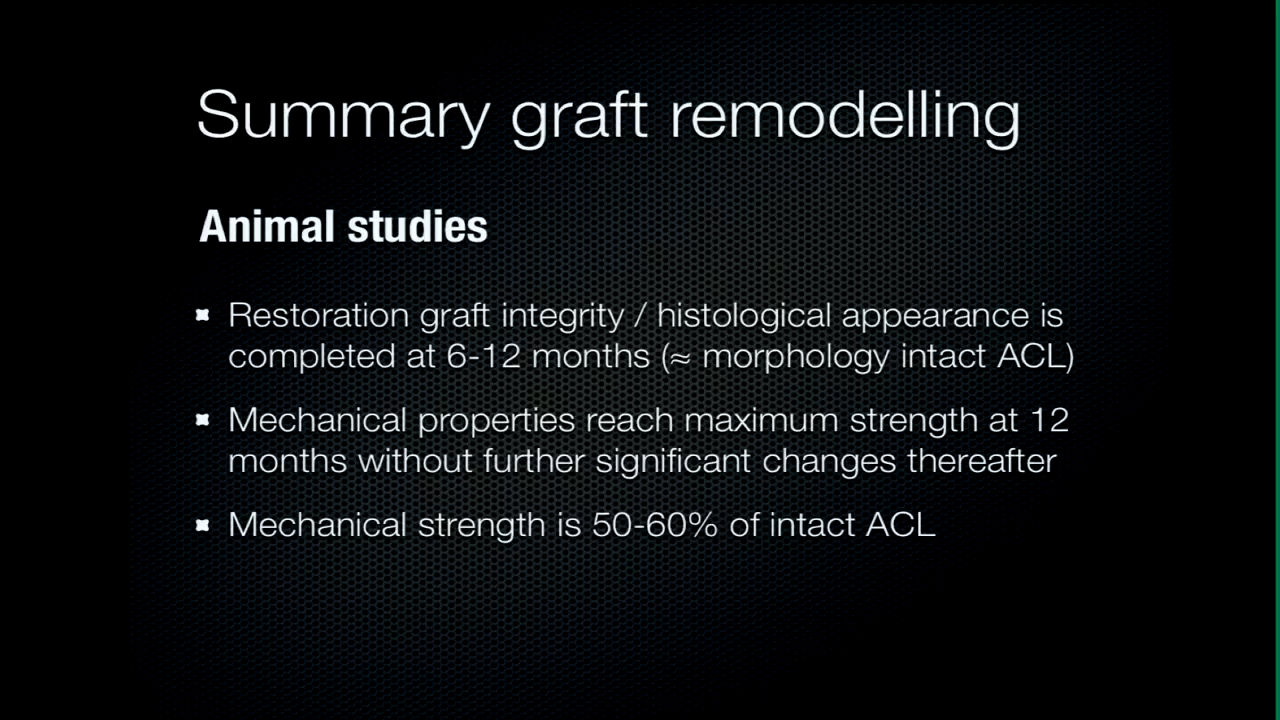 Summary graft remodelling
Animal studies
Restoration graft integrity / histological appearance is
completed at 6-12 months (≈ morphology intact ACL)
Mechanical properties reach maximum strength at 12
months without further significant changes thereafter
Mechanical strength is 50-60% of intact ACL